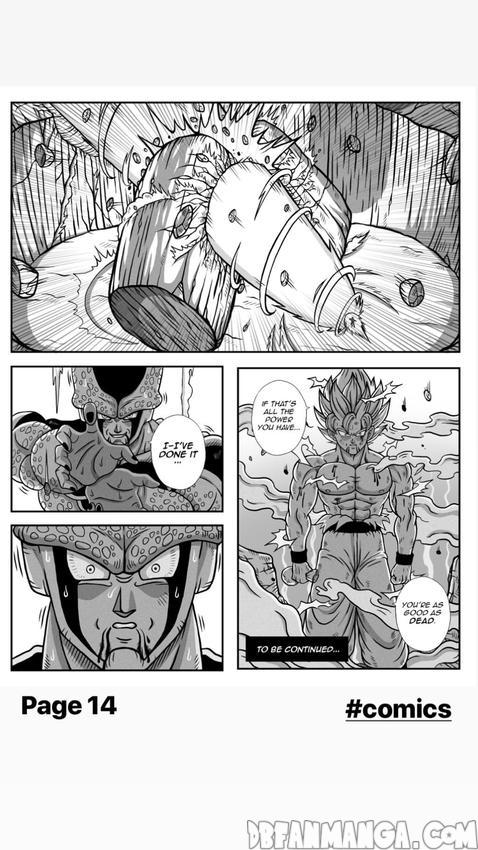 I-I'VE
DONE IT
...
IF THAT'S
ALL THE
POWER
YOU HAVE...
YOU'RE AS
GOOD AS
DEAD.
TO BE CONTINUED...
Page 14
#comics
DBFANMANGA.COM